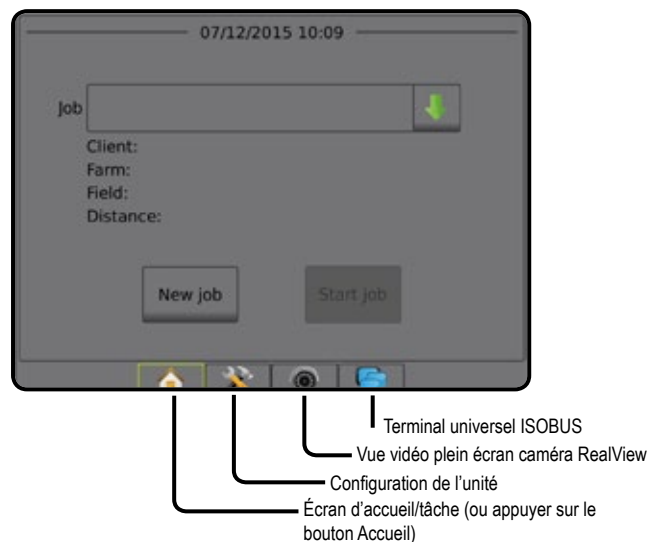 07/12/2015 10:09
Job
Client:
Farm:
Field:
Distance:
New job
Start job
Terminal universel ISOBUS
Vue vidéo plein écran caméra RealView
Configuration de l’unité
Écran d’accueil/tâche (ou appuyer sur le
bouton Accueil)